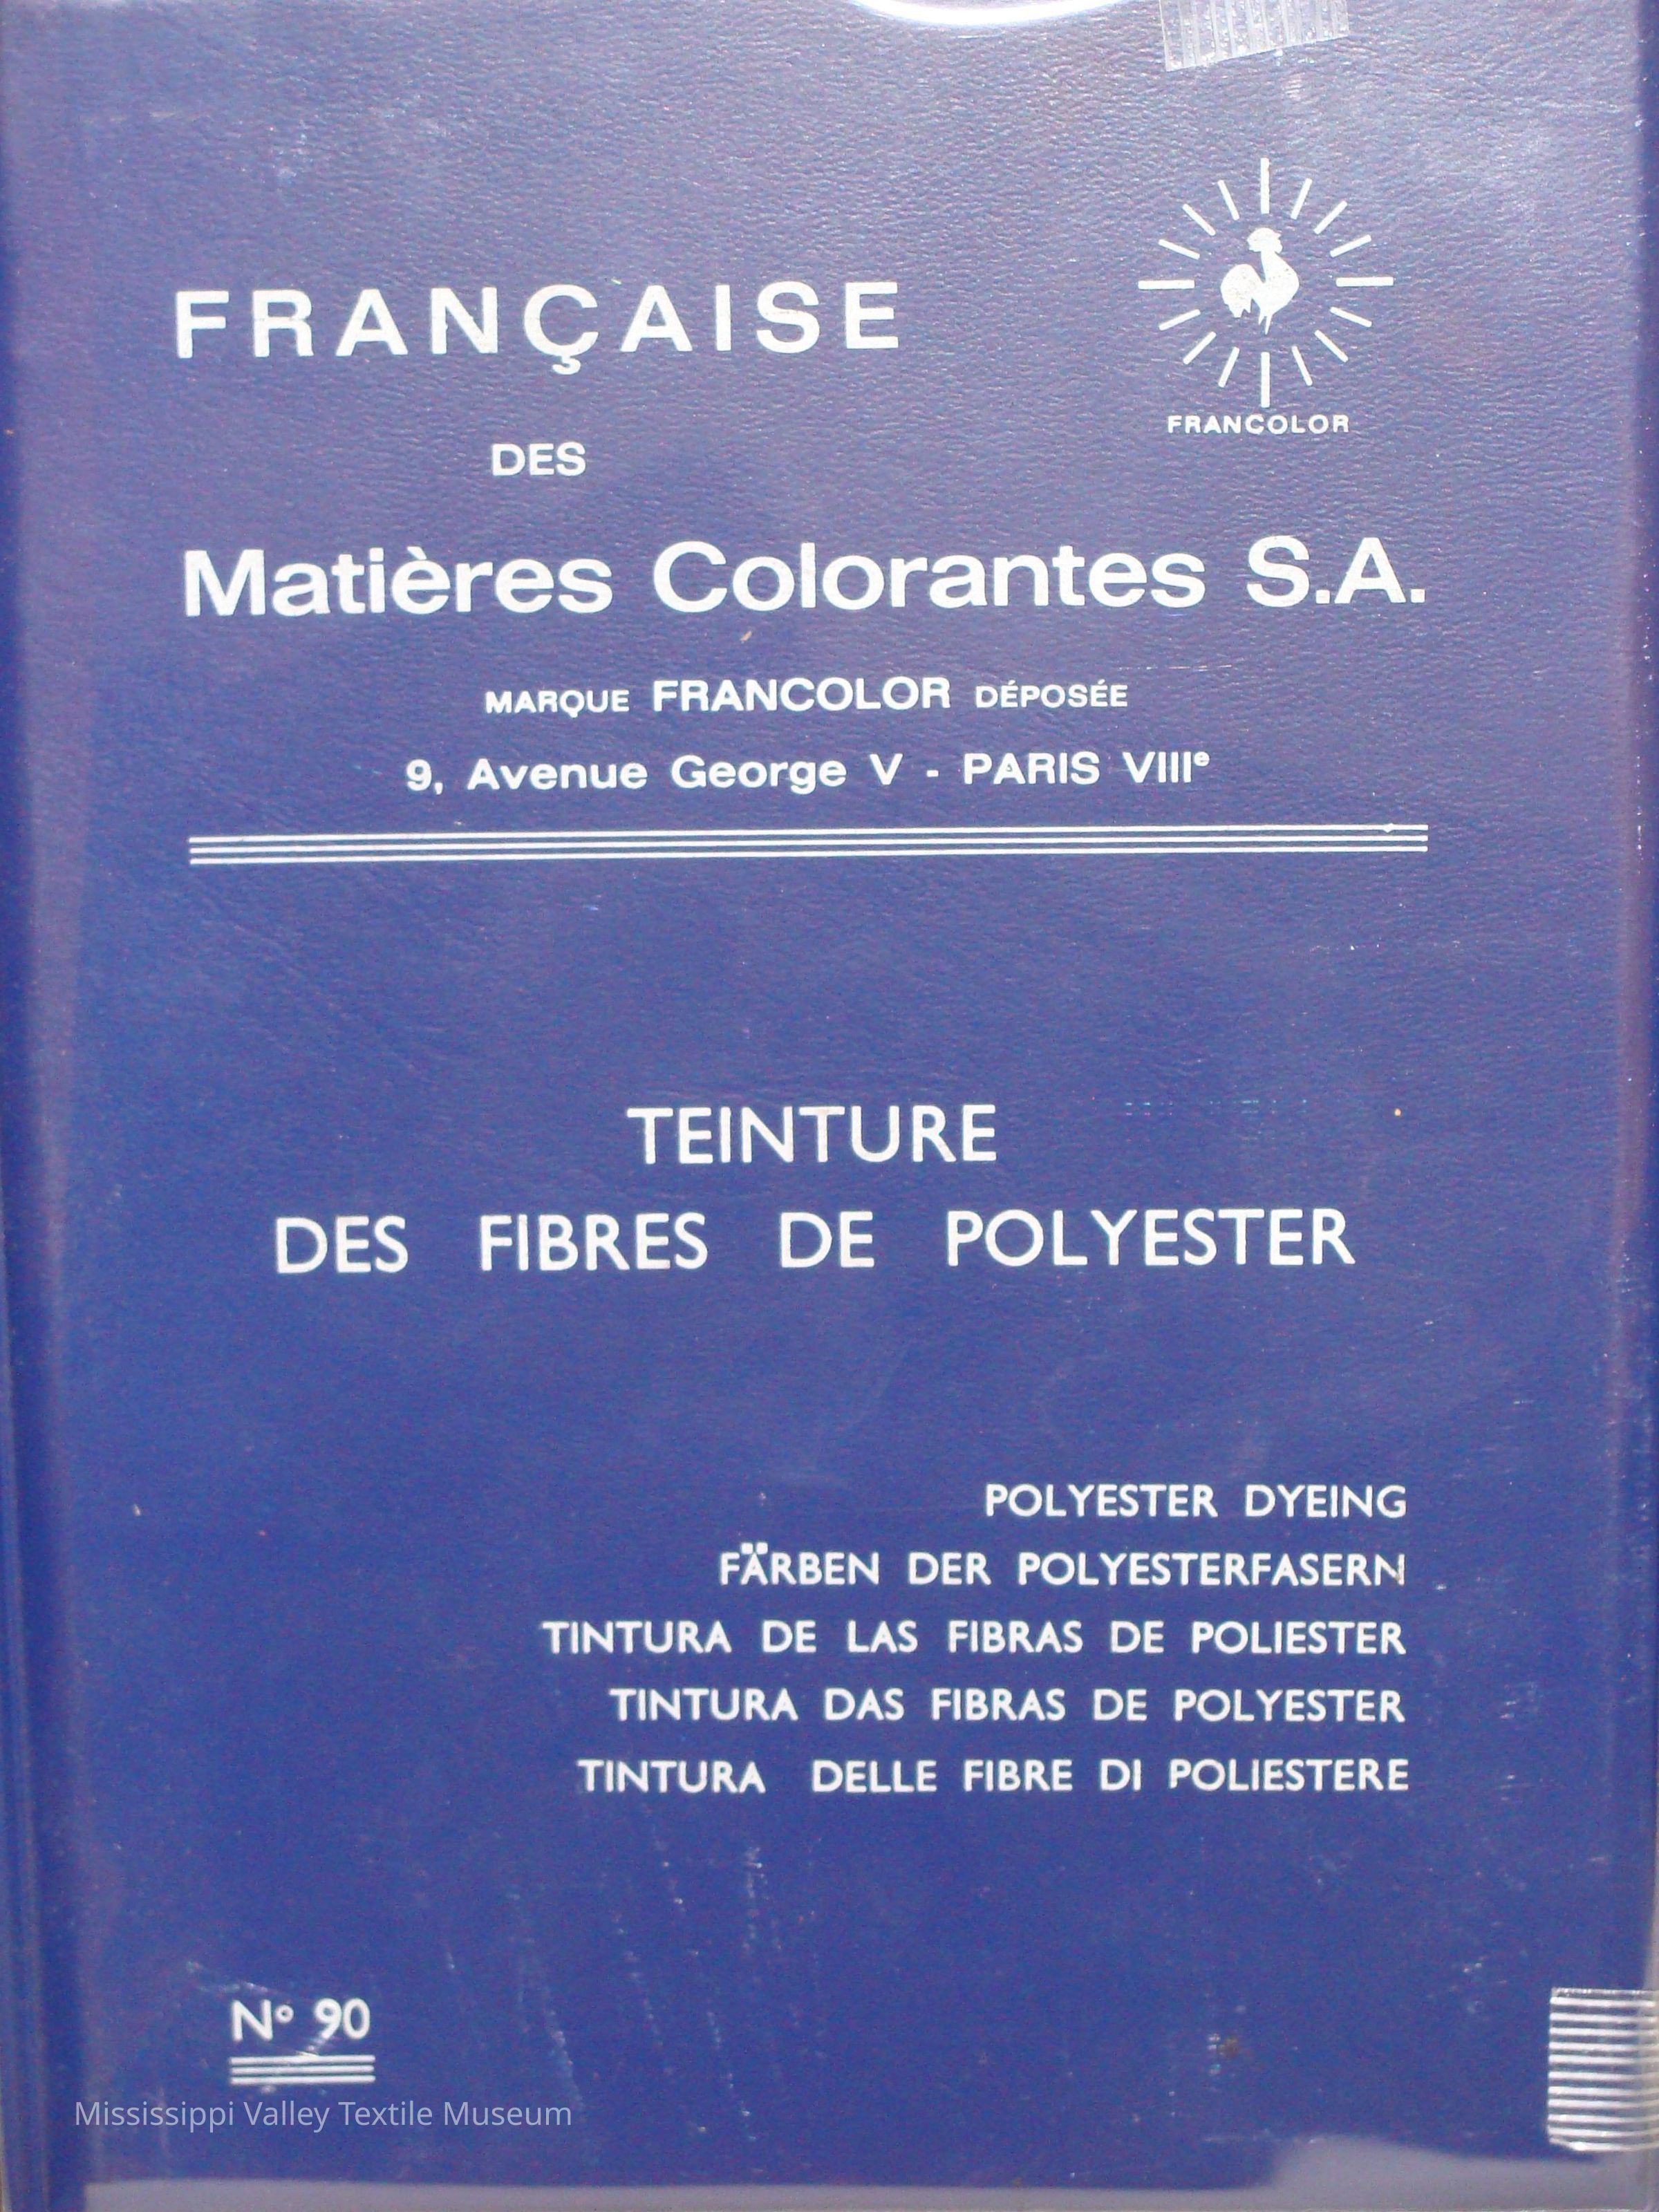 FRANÇAISE
FRANCOLOR
DES
Matières Colorantes S.A.
MARQUE FRANCOLOR DÉPOSÉE
9, Avenue George V - PARIS VIIIe
TEINTURE
DES FIBRES DE POLYESTER
POLYESTER DYEING
FÄRBEN DER POLYESTERFASERN
TINTURA DE LAS FIBRAS DE POLIESTER
TINTURA DAS FIBRAS DE POLYESTER
TINTURA DELLE FIBRE DI POLIESTERE
No 90
Mississippi Valley Textile Museum